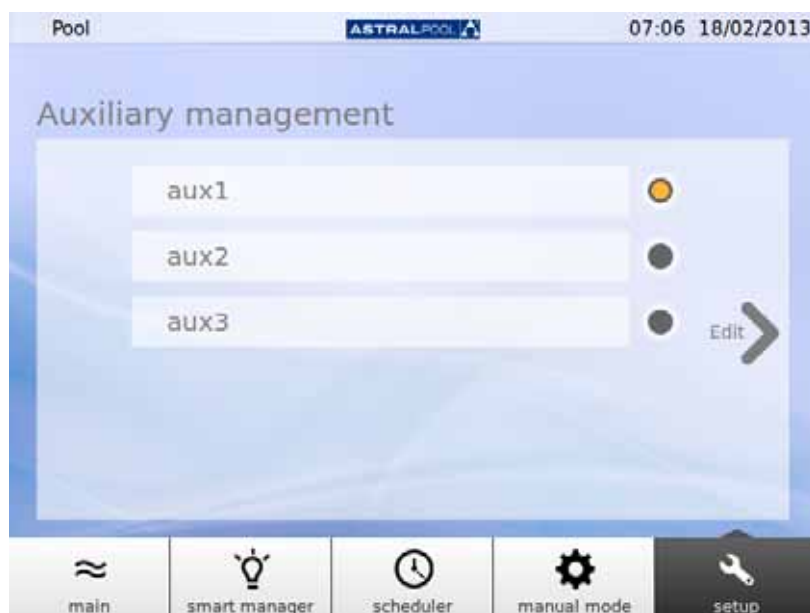 Pool ASTRALPOOL 07:06 18/02/2013
Auxiliary management
aux1
aux2
aux3
Edit
main smart manager scheduler manual mode setup